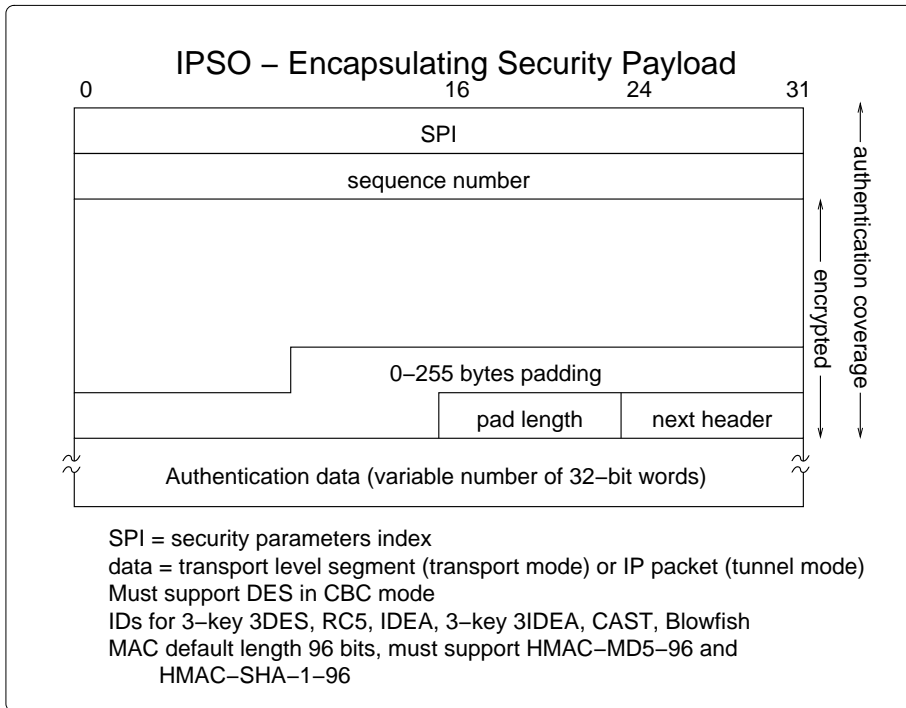 IPSO – Encapsulating Security Payload
0 16 24 31
SPI
sequence number
encrypted
authentication coverage
0–255 bytes padding
pad length next header
Authentication data (variable number of 32–bit words)
SPI = security parameters index
data = transport level segment (transport mode) or IP packet (tunnel mode)
Must support DES in CBC mode
IDs for 3–key 3DES, RC5, IDEA, 3–key 3IDEA, CAST, Blowfish
MAC default length 96 bits, must support HMAC–MD5–96 and
HMAC–SHA–1–96